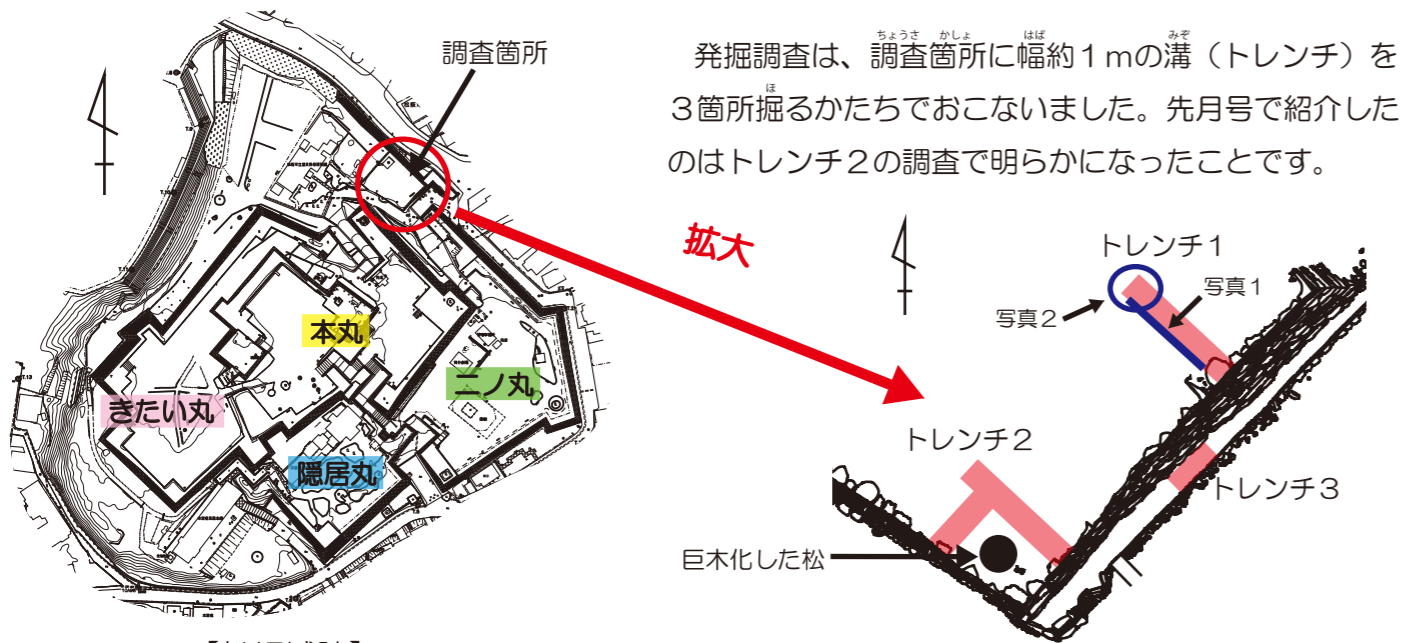 調査箇所
発掘調査は、調査箇所に幅約１ｍの溝（トレンチ）を
３箇所掘るかたちでおこないました。先月号で紹介した
のはトレンチ２の調査で明らかになったことです。
拡大
本丸
二ノ丸
きたい丸
隠居丸
トレンチ１
写真１
写真２
トレンチ２
トレンチ３
巨木化した松